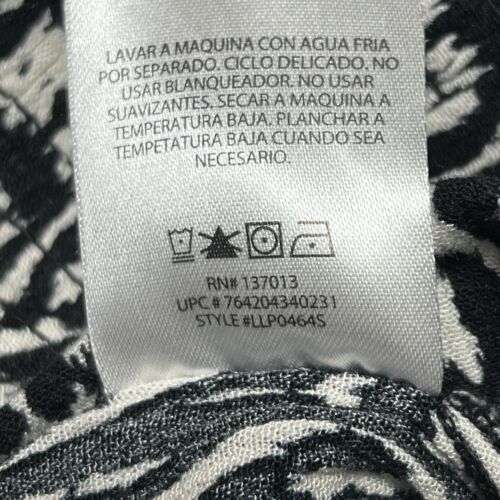 LAVAR A MAQUINA CON AGUA FRIA
POR SEPARADO. CICLO DELICADO. NO
USAR BLANQUEADOR. NO USAR
SUAVIZANTES. SECAR A MAQUINA A
TEMPERATURA BAJA. PLANCHAR A
TEMPETATURA BAJA CUANDO SEA
NECESARIO.
RN# 137013
UPC # 764204340231
STYLE #LLP0464S